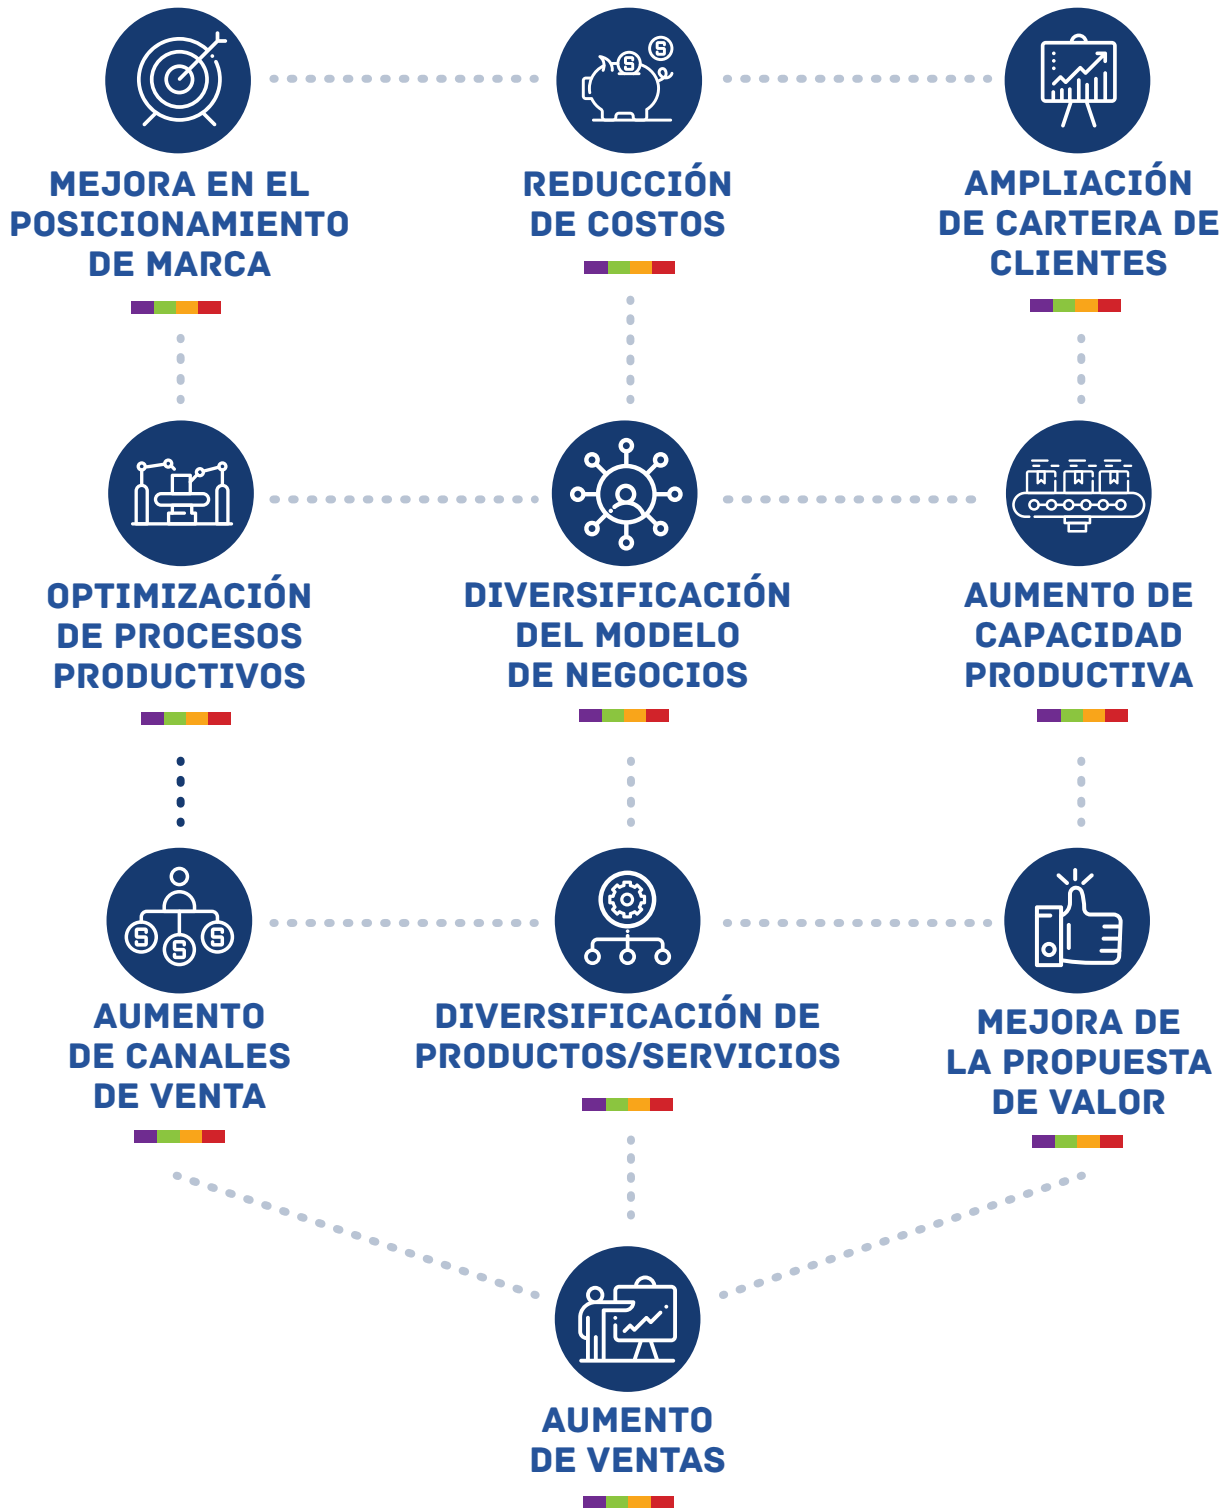 MEJORA EN EL
POSICIONAMIENTO
DE MARCA
REDUCCIÓN
DE COSTOS
AMPLIACIÓN
DE CARTERA DE
CLIENTES
OPTIMIZACIÓN
DE PROCESOS
PRODUCTIVOS
DIVERSIFICACIÓN
DEL MODELO
DE NEGOCIOS
AUMENTO DE
CAPACIDAD
PRODUCTIVA
AUMENTO
DE CANALES
DE VENTA
DIVERSIFICACIÓN DE
PRODUCTOS/SERVICIOS
MEJORA DE
LA PROPUESTA
DE VALOR
AUMENTO
DE VENTAS